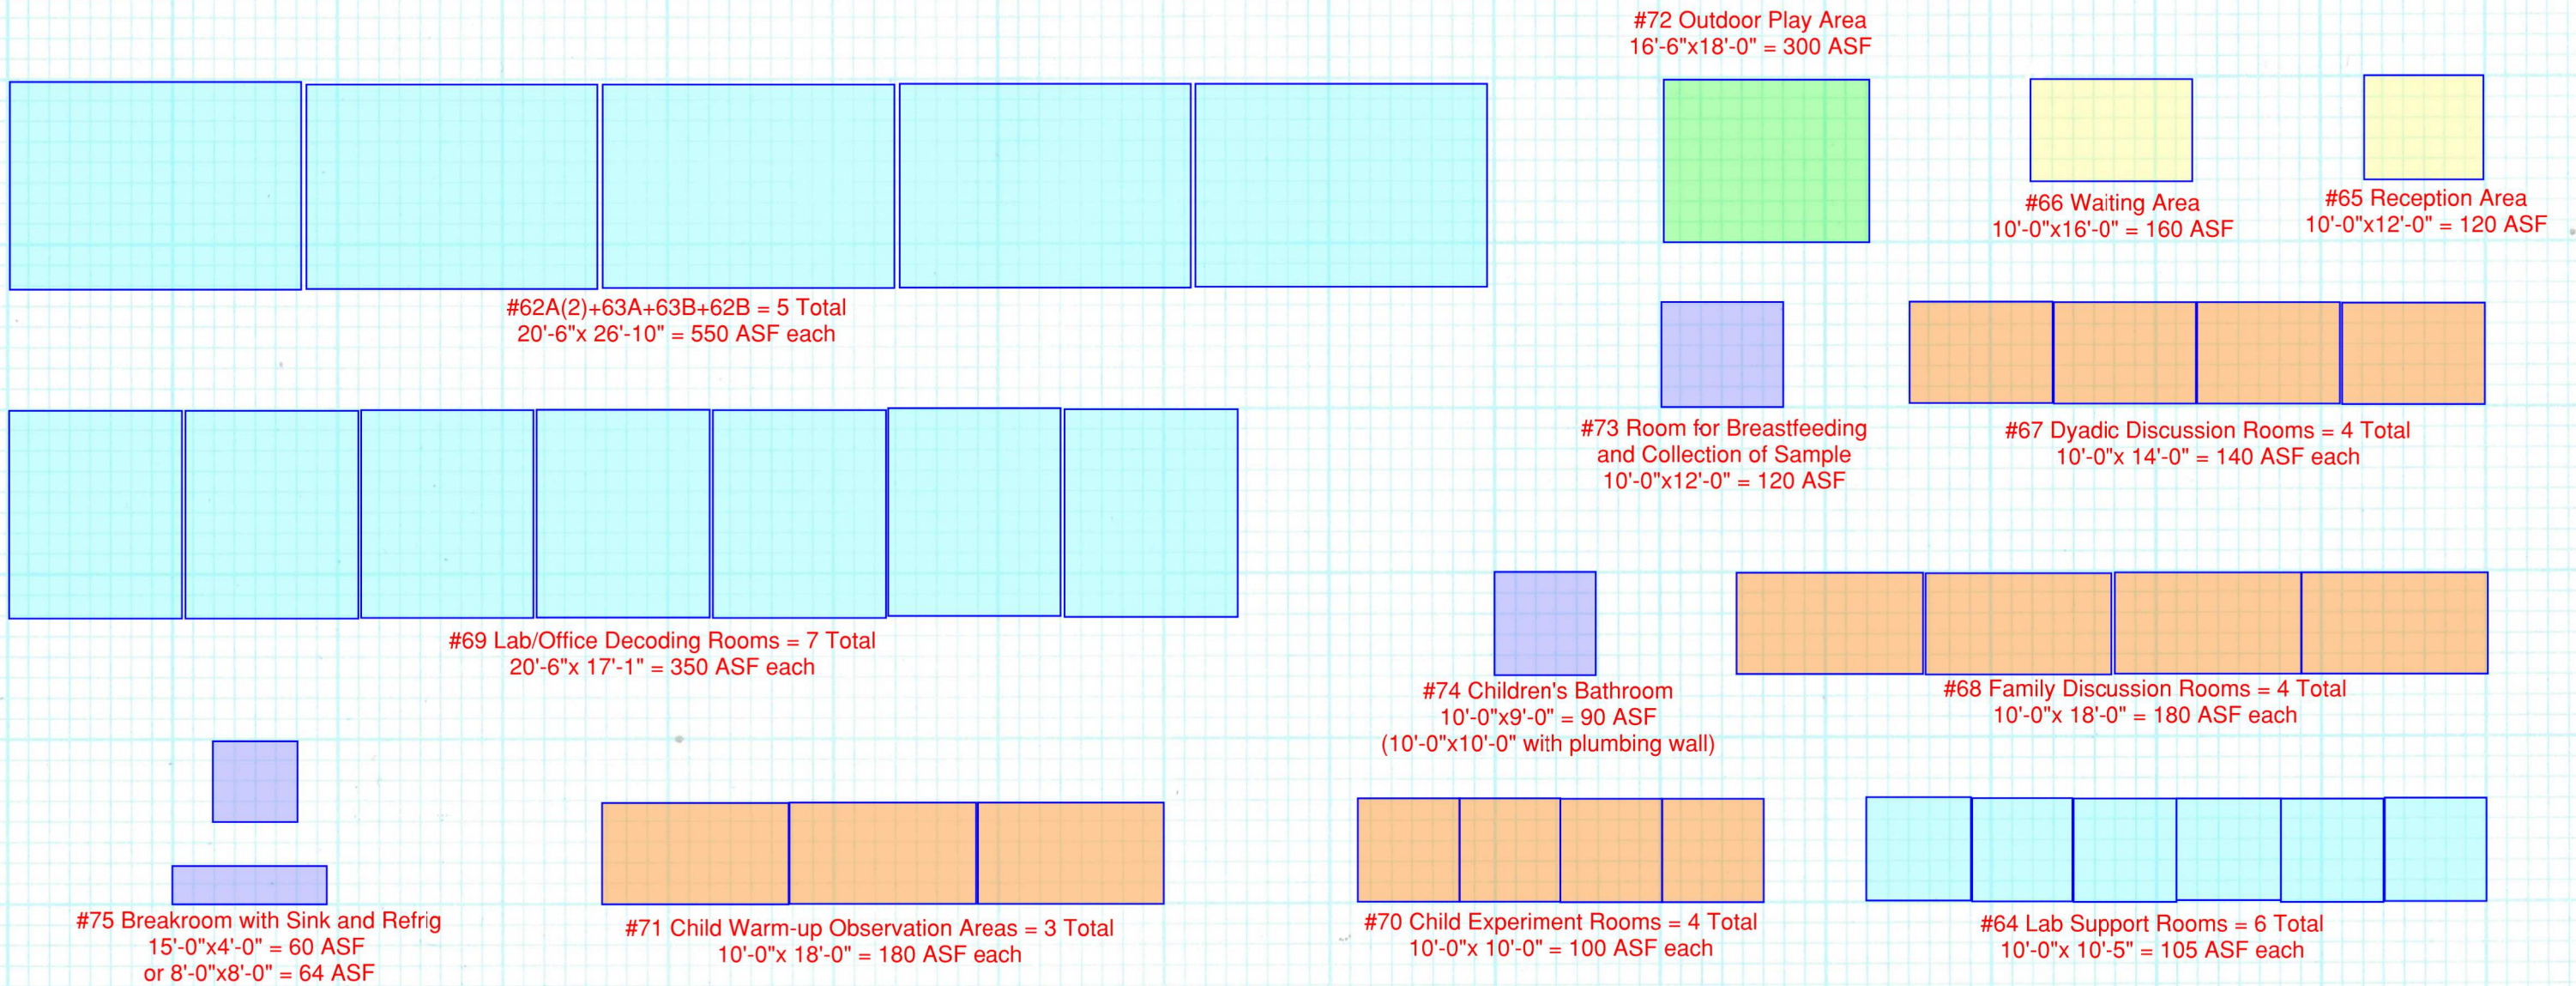 #72 Outdoor Play Area
16'-6"x18'-0" = 300 ASF
#66 Waiting Area
10'-0"x16'-0" = 160 ASF
#65 Reception Area
10'-0"x12'-0" = 120 ASF
#62A(2)+63A+63B+62B = 5 Total
20'-6"x 26'-10" = 550 ASF each
#73 Room for Breastfeeding
and Collection of Sample
10'-0"x12'-0" = 120 ASF
#67 Dyadic Discussion Rooms = 4 Total
10'-0"x 14'-0" = 140 ASF each
#69 Lab/Office Decoding Rooms = 7 Total
20'-6"x 17'-1" = 350 ASF each
#74 Children's Bathroom
10'-0"x9'-0" = 90 ASF
(10'-0"x10'-0" with plumbing wall)
#68 Family Discussion Rooms = 4 Total
10'-0"x 18'-0" = 180 ASF each
#75 Breakroom with Sink and Refrig
15'-0"x4'-0" = 60 ASF
or 8'-0"x8'-0" = 64 ASF
#71 Child Warm-up Observation Areas = 3 Total
10'-0"x 18'-0" = 180 ASF each
#70 Child Experiment Rooms = 4 Total
10'-0"x 10'-0" = 100 ASF each
#64 Lab Support Rooms = 6 Total
10'-0"x 10'-5" = 105 ASF each